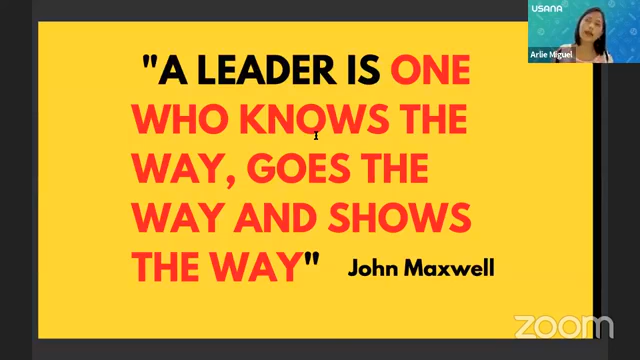 USANA
Arlie Miguel
"A LEADER IS ONE
WHO KNOWS THE
WAY, GOES THE
WAY AND SHOWS
THE WAY" John Maxwell
zoom